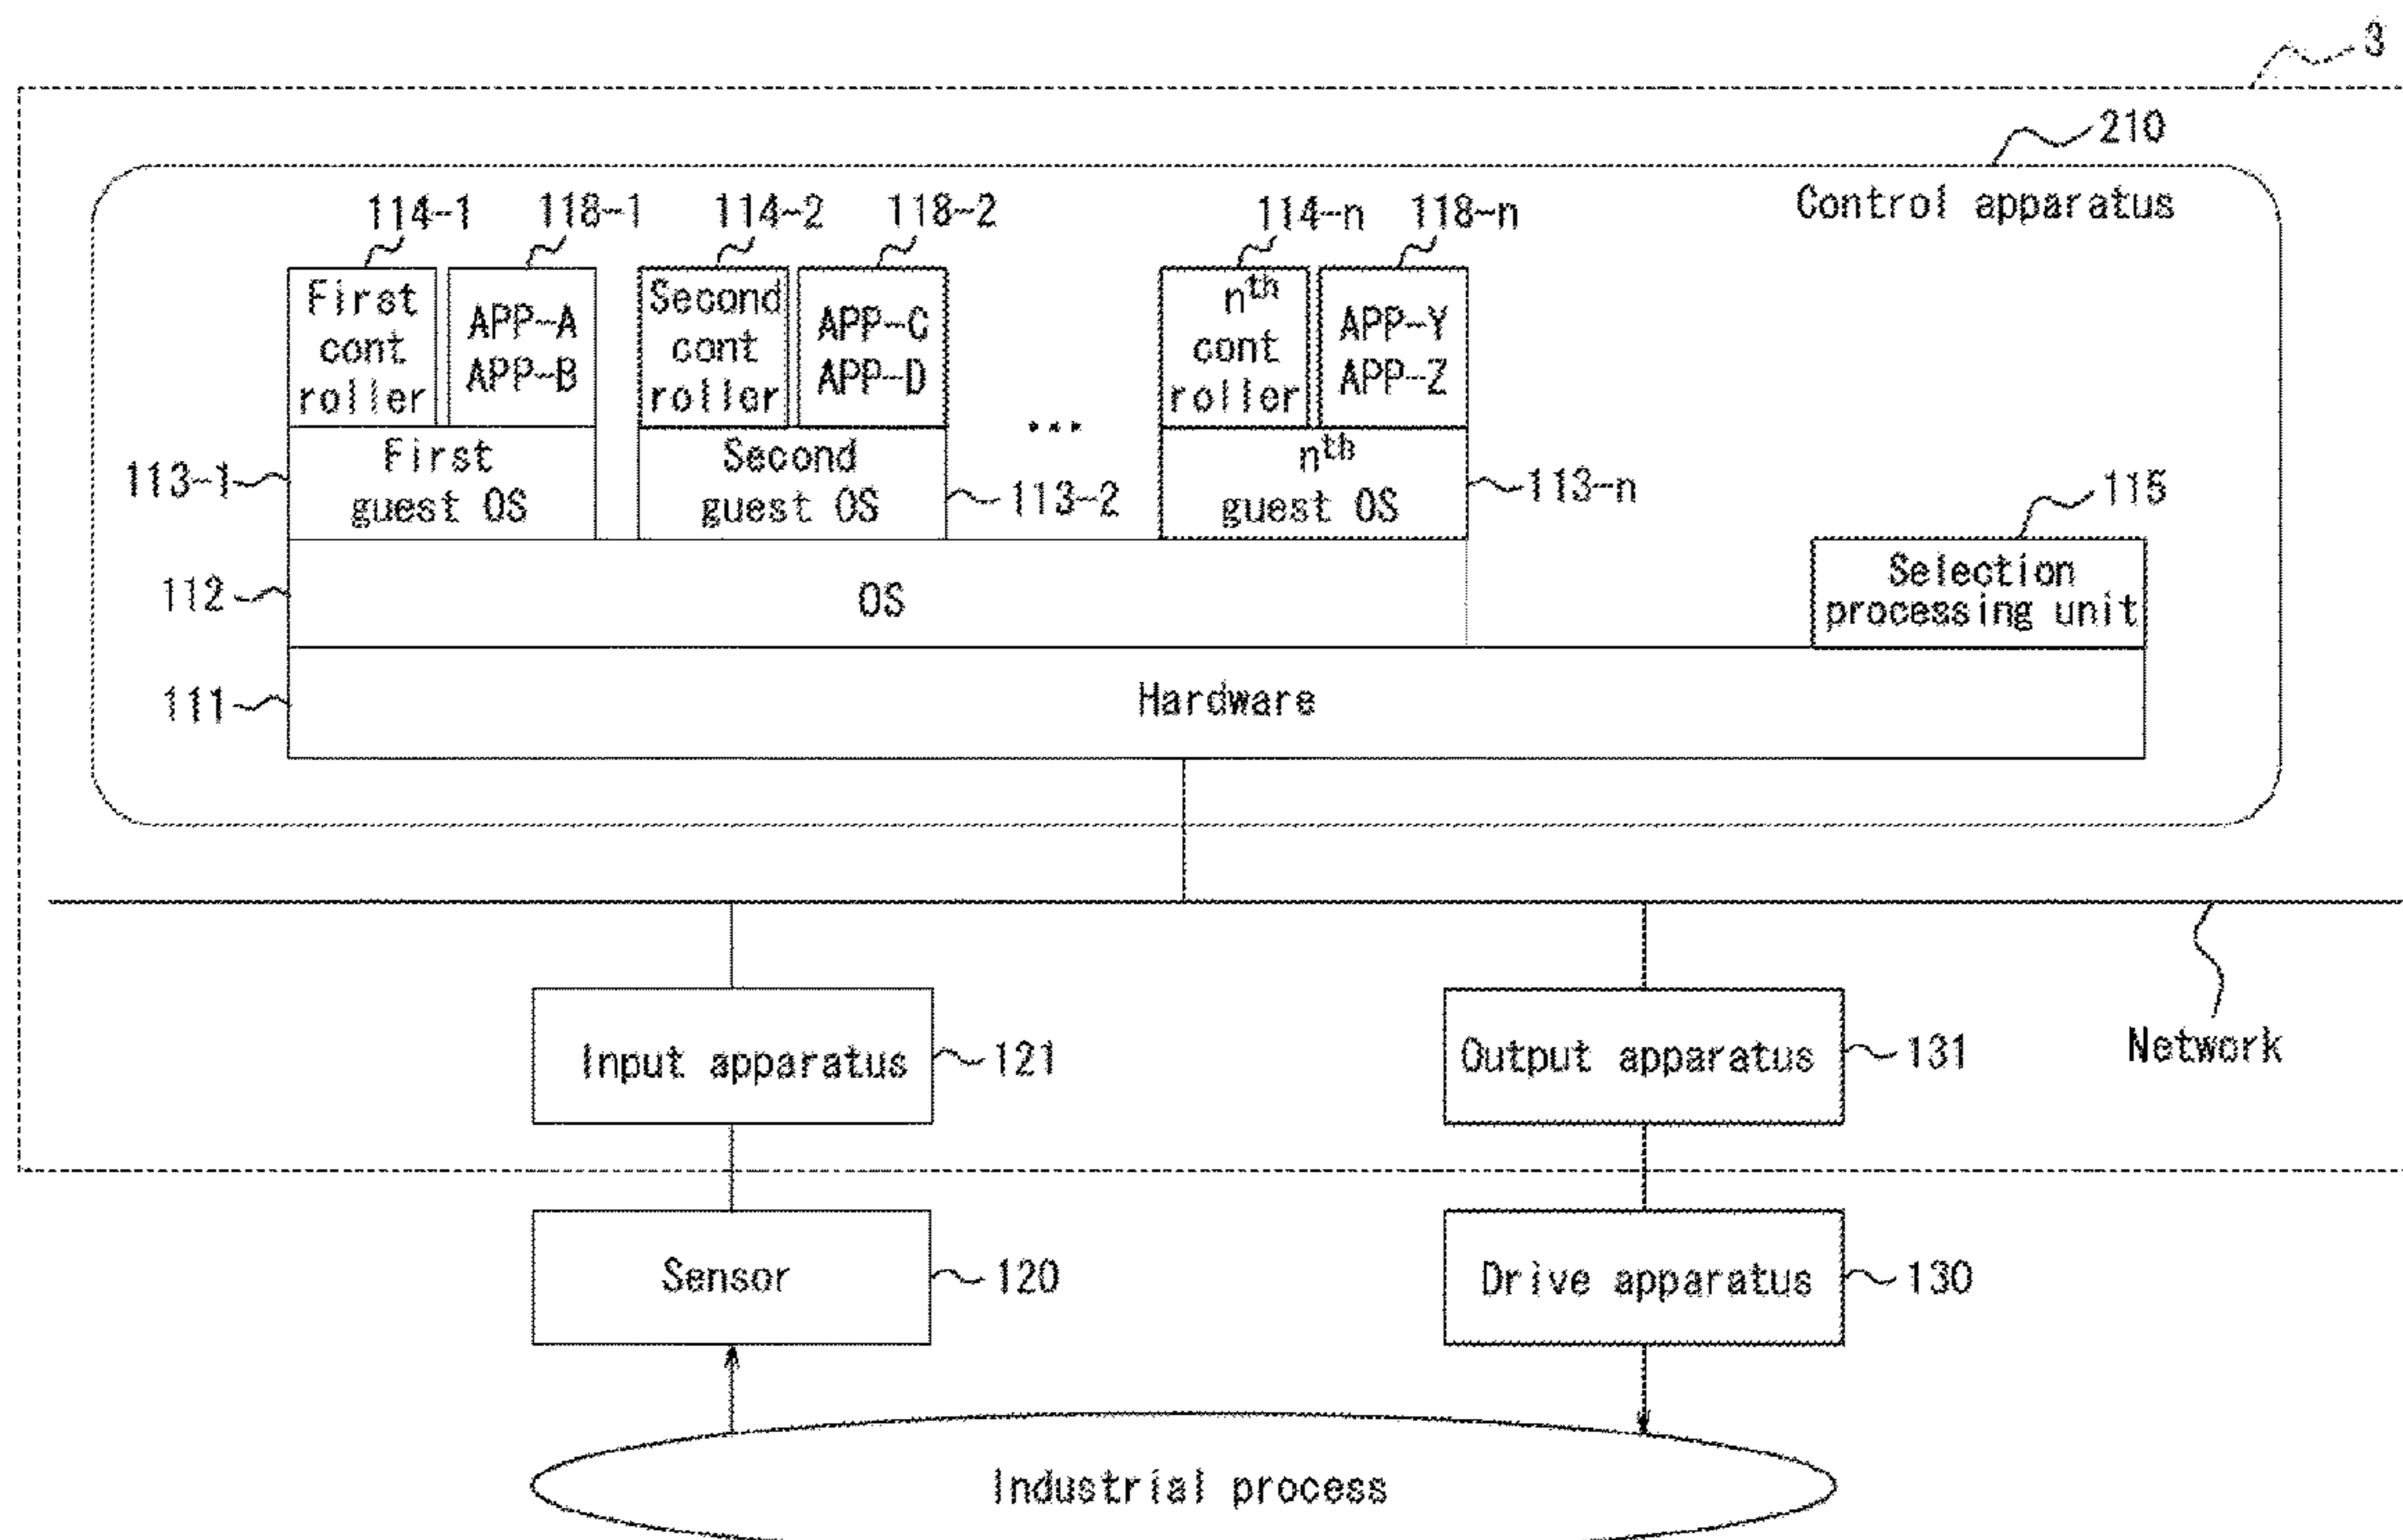 3
210
Control apparatus
114-1
118-1
114-2
118-2
114-n
118-n
First
cont
roller
APP-A
APP-B
Second
cont
roller
APP-C
APP-D
...
nth
cont
roller
APP-Y
APP-Z
113-1
First
guest OS
Second
guest OS
113-2
nth
guest OS
113-n
115
112
OS
Selection
processing unit
111
Hardware
Input apparatus
121
Output apparatus
131
Network
Sensor
120
Drive apparatus
130
Industrial process